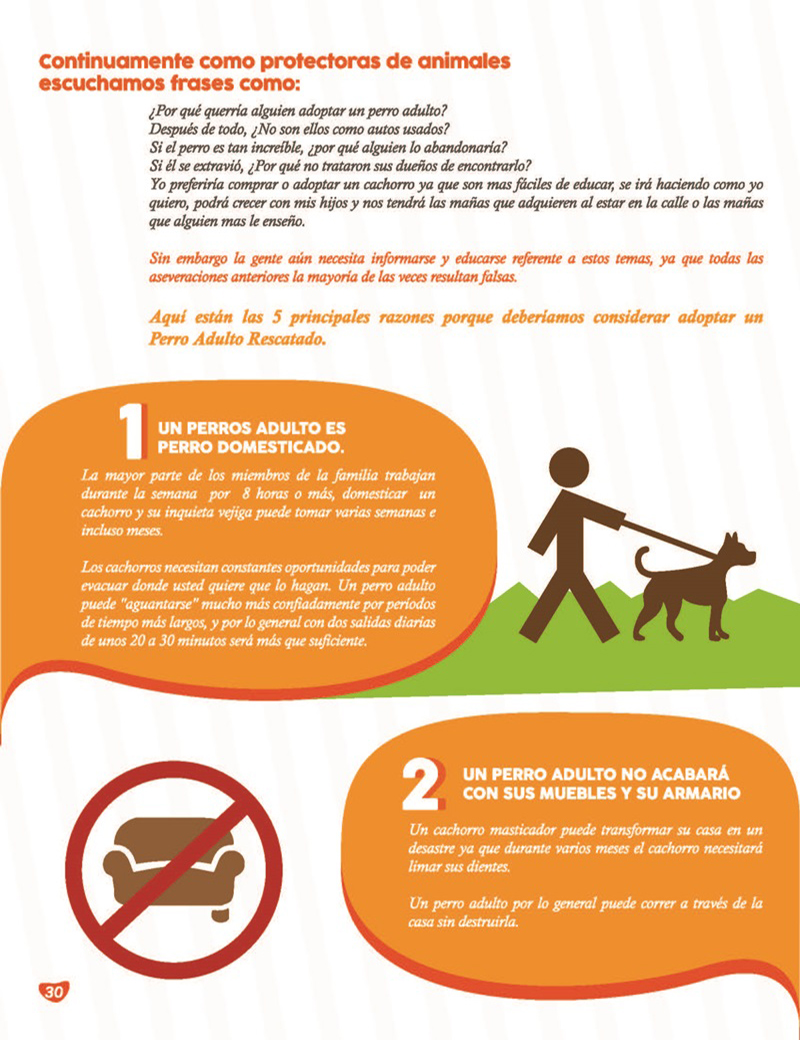 Continuamente como protectoras de animales
escuchamos frases como:
¿Por qué querría alguien adoptar un perro adulto?
Después de todo, ¿No son ellos como autos usados?
Si el perro es tan increíble, ¿por qué alguien lo abandonaría?
Si él se extravió, ¿Por qué no trataron sus dueños de encontrarlo?
Yo preferiría comprar o adoptar un cachorro ya que son mas fáciles de educar, se irá haciendo como yo
quiero, podrá crecer con mis hijos y nos tendrá las mañas que adquieren al estar en la calle o las mañas
que alguien mas le enseño.
Sin embargo la gente aún necesita informarse y educarse referente a estos temas, ya que todas las
aseveraciones anteriores la mayoría de las veces resultan falsas.
Aquí están las 5 principales razones porque deberíamos considerar adoptar un
Perro Adulto Rescatado.
1 UN PERROS ADULTO ES
PERRO DOMESTICADO.
La mayor parte de los miembros de la familia trabajan
durante la semana por 8 horas o más, domesticar un
cachorro y su inquieta vejiga puede tomar varias semanas e
incluso meses.
Los cachorros necesitan constantes oportunidades para poder
evacuar donde usted quiere que lo hagan. Un perro adulto
puede "aguantarse" mucho más confiadamente por períodos
de tiempo más largos, y por lo general con dos salidas diarias
de unos 20 a 30 minutos será más que suficiente.
2 UN PERRO ADULTO NO ACABARÁ
CON SUS MUEBLES Y SU ARMARIO
Un cachorro masticador puede transformar su casa en un
desastre ya que durante varios meses el cachorro necesitará
limar sus dientes.
Un perro adulto por lo general puede correr a través de la
casa sin destruirla.
30